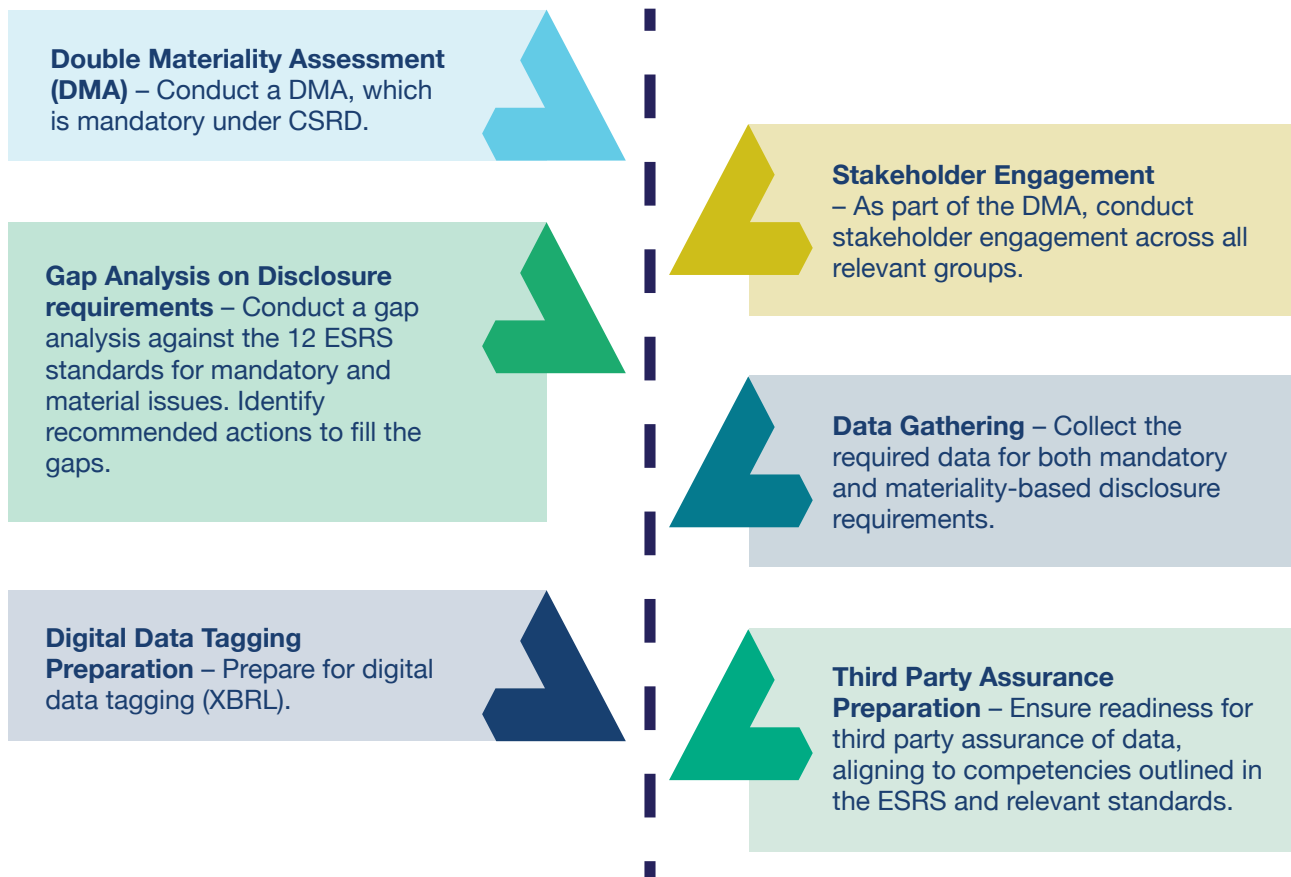 Double Materiality Assessment
(DMA) – Conduct a DMA, which
is mandatory under CSRD.
Stakeholder Engagement
– As part of the DMA, conduct
stakeholder engagement across all
relevant groups.
Gap Analysis on Disclosure
requirements – Conduct a gap
analysis against the 12 ESRS
standards for mandatory and
material issues. Identify
recommended actions to fill the
gaps.
Data Gathering – Collect the
required data for both mandatory
and materiality-based disclosure
requirements.
Digital Data Tagging
Preparation – Prepare for digital
data tagging (XBRL).
Third Party Assurance
Preparation – Ensure readiness for
third party assurance of data,
aligning to competencies outlined in
the ESRS and relevant standards.